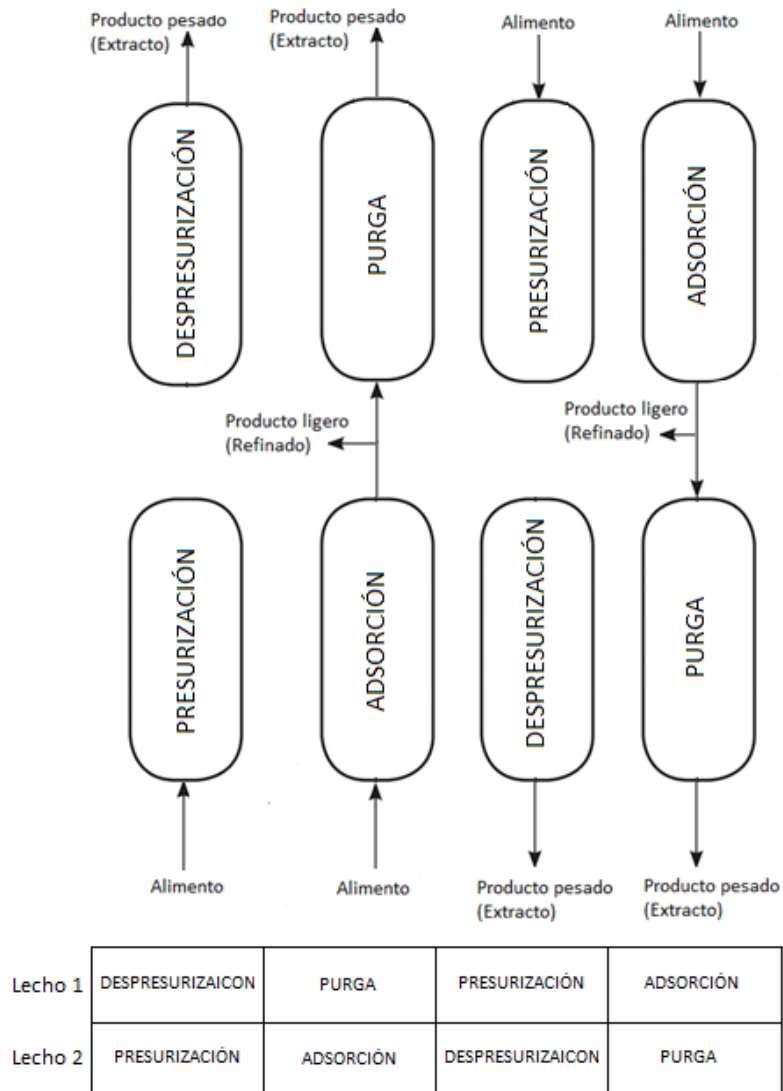 Producto pesado
(Extracto)
Producto pesado
(Extracto)
Alimento
Alimento
DESPRESURIZACIÓN
PURGA
PRESURIZACIÓN
ADSORCIÓN
Producto ligero
(Refinado)
Producto ligero
(Refinado)
PRESURIZACIÓN
ADSORCIÓN
DESPRESURIZACIÓN
PURGA
Alimento
Alimento
Producto pesado
(Extracto)
Producto pesado
(Extracto)
Lecho 1 DESPRESURIZAICON PURGA PRESURIZACIÓN ADSORCIÓN
Lecho 2 PRESURIZACIÓN ADSORCIÓN DESPRESURIZAICON PURGA